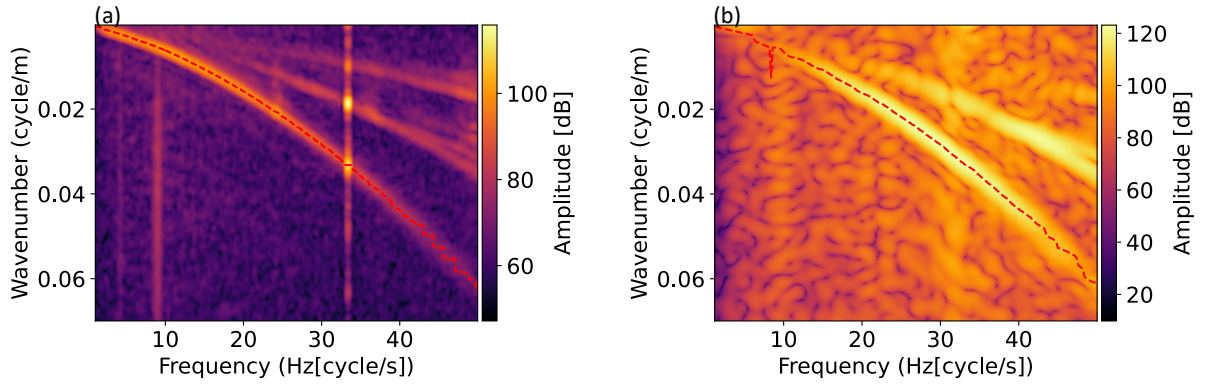 (a)
Wavenumber (cycle/m)
0.02
0.04
0.06
10 20 30 40
Frequency (Hz[cycle/s])
100
80
60
Amplitude [dB]
(b)
Wavenumber (cycle/m)
0.02
0.04
0.06
10 20 30 40
Frequency (Hz[cycle/s])
120
100
80
60
40
20
Amplitude [dB]